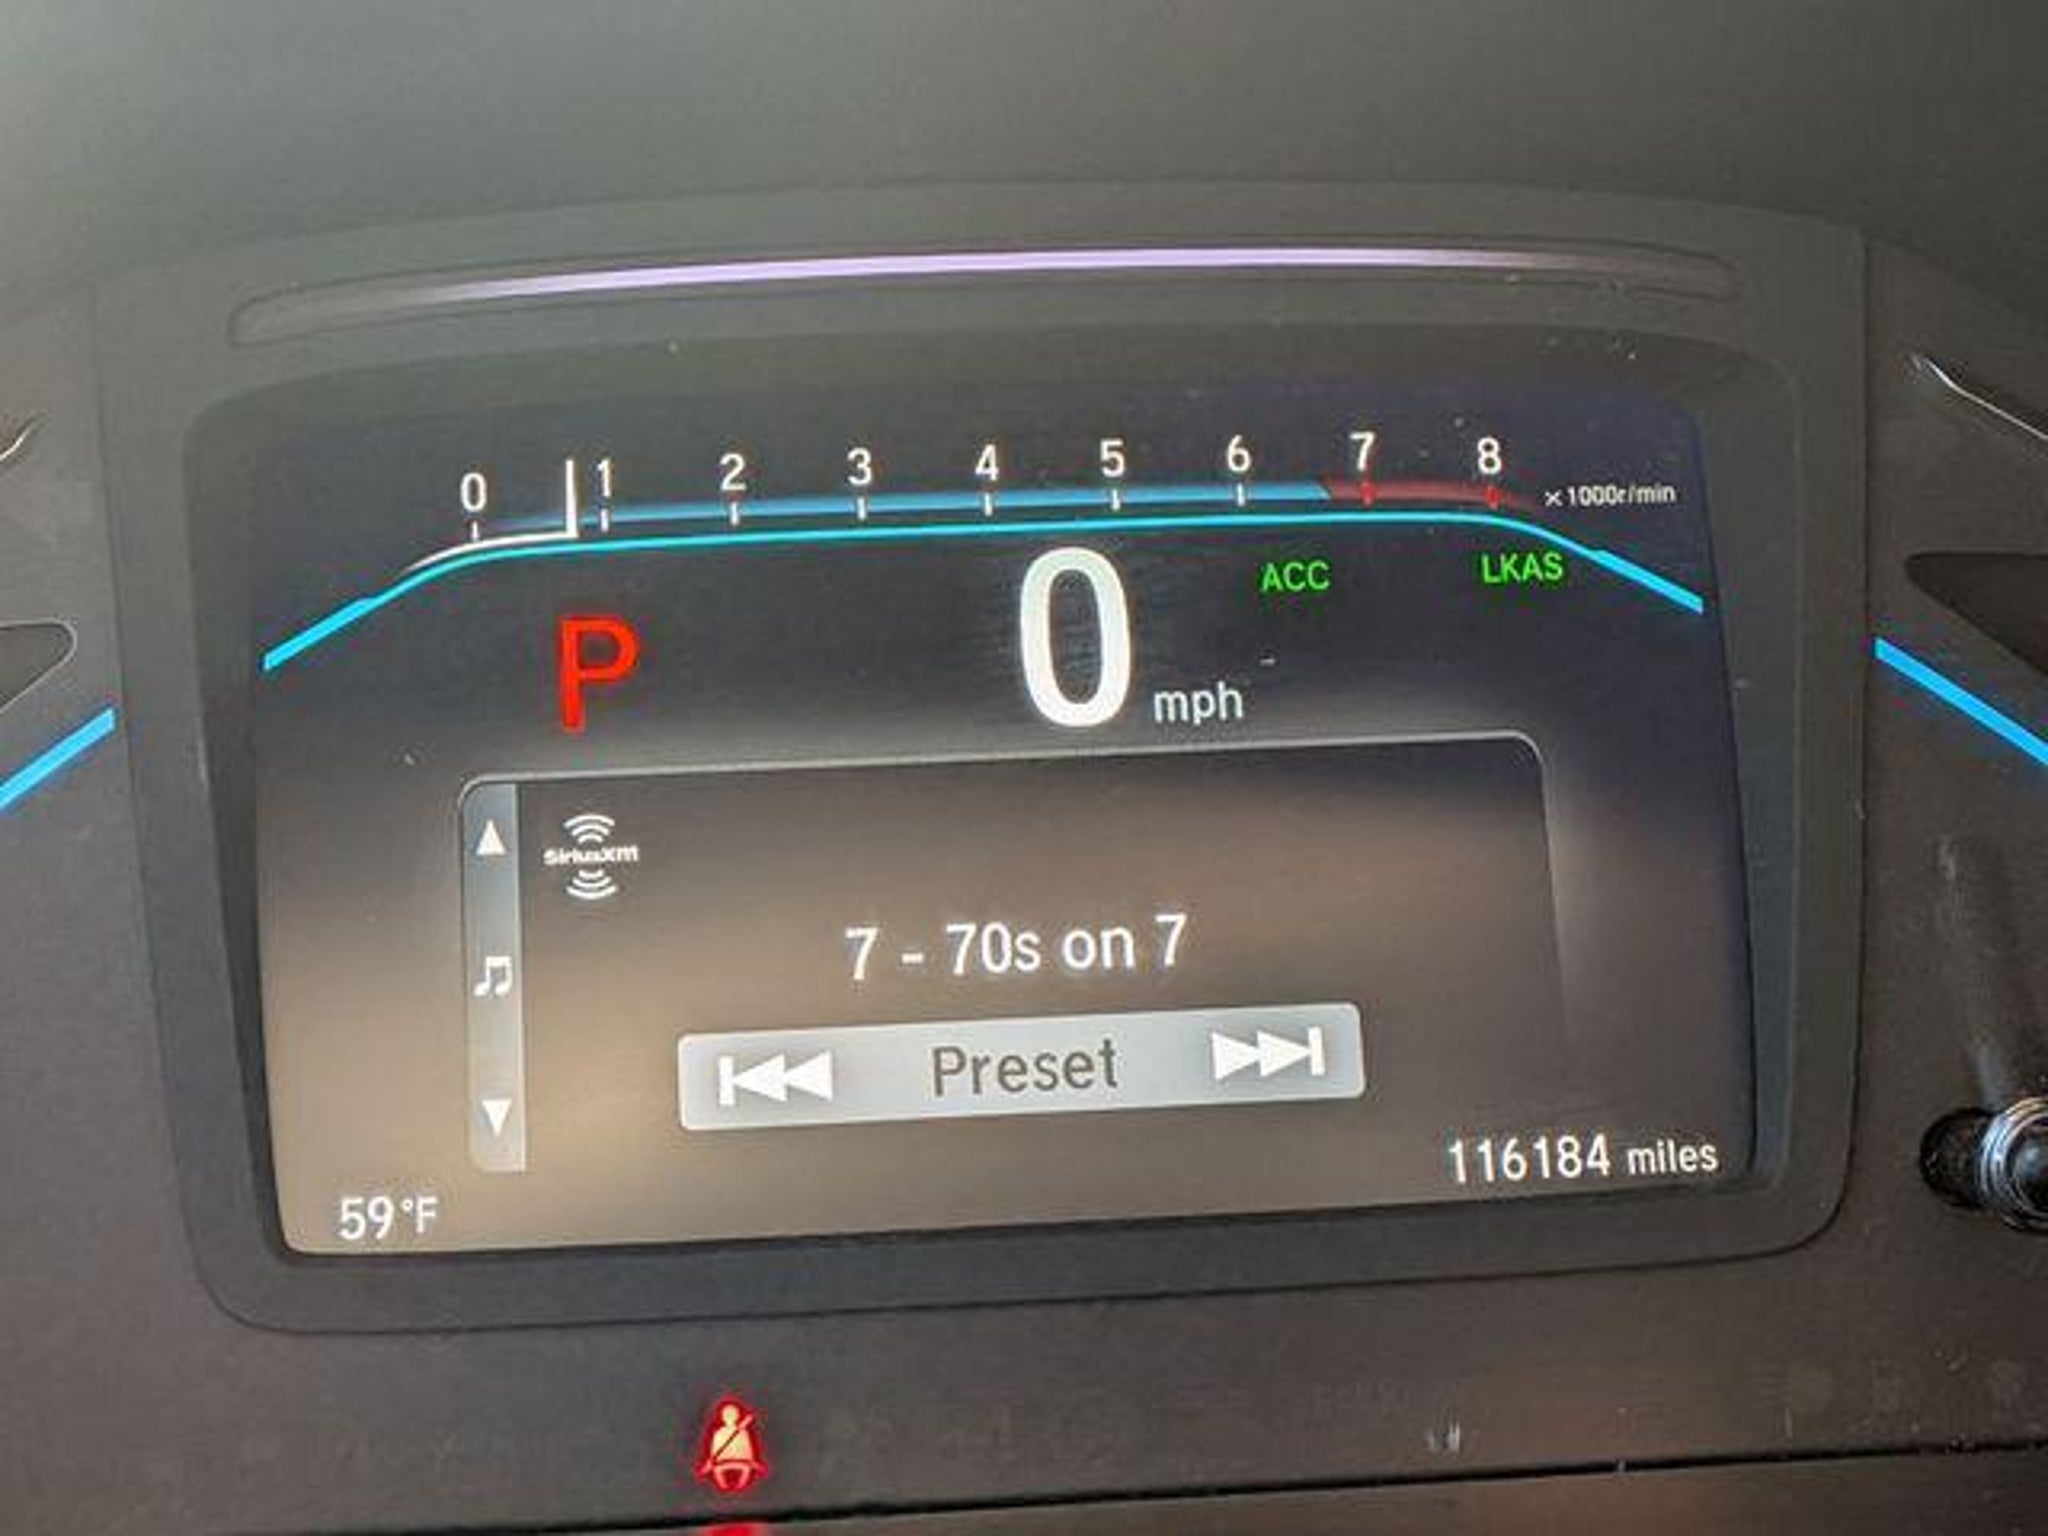 0 1 2 3 4 5 6 7 8 ×1000r/min
ACC LKAS
P 0 mph
SiriusXM
7 - 70s on 7
Preset
116184 miles
59°F